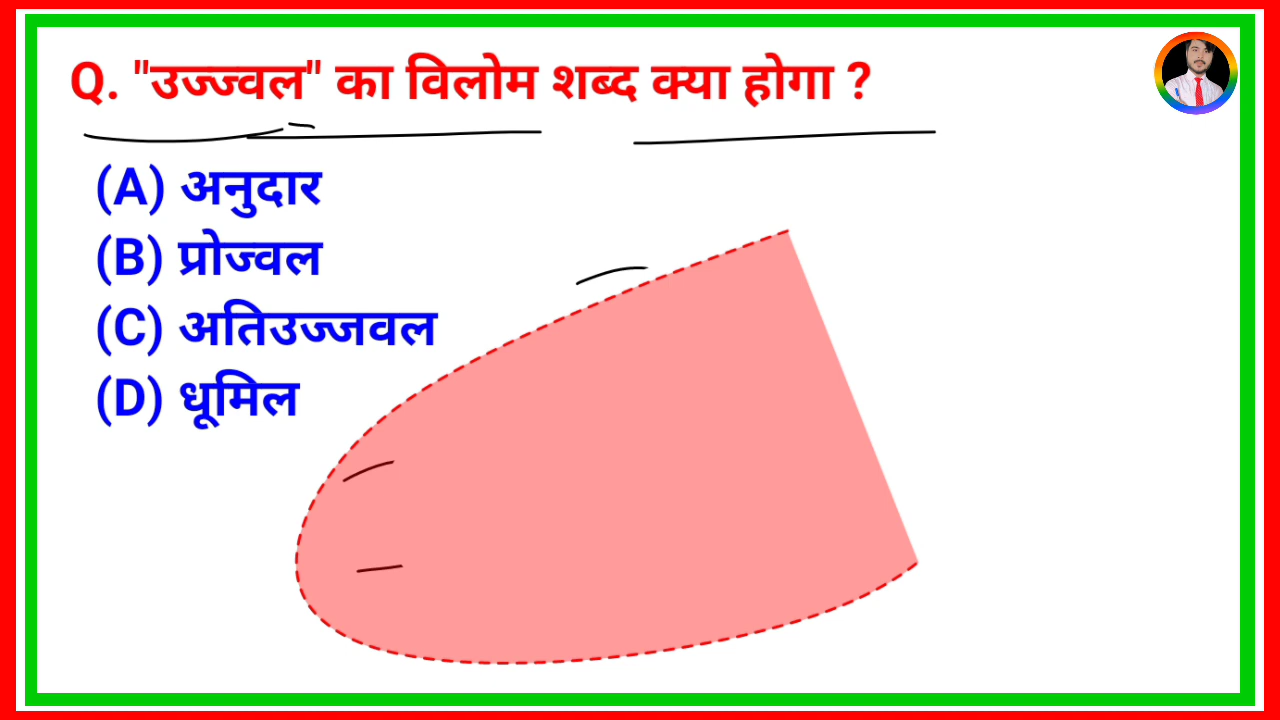 Q. "उज्ज्वल" का विलोम शब्द क्या होगा ?
(A) अनुदार
(B) प्रोज्वल
(C) अतिउज्जवल
(D) धूमिल